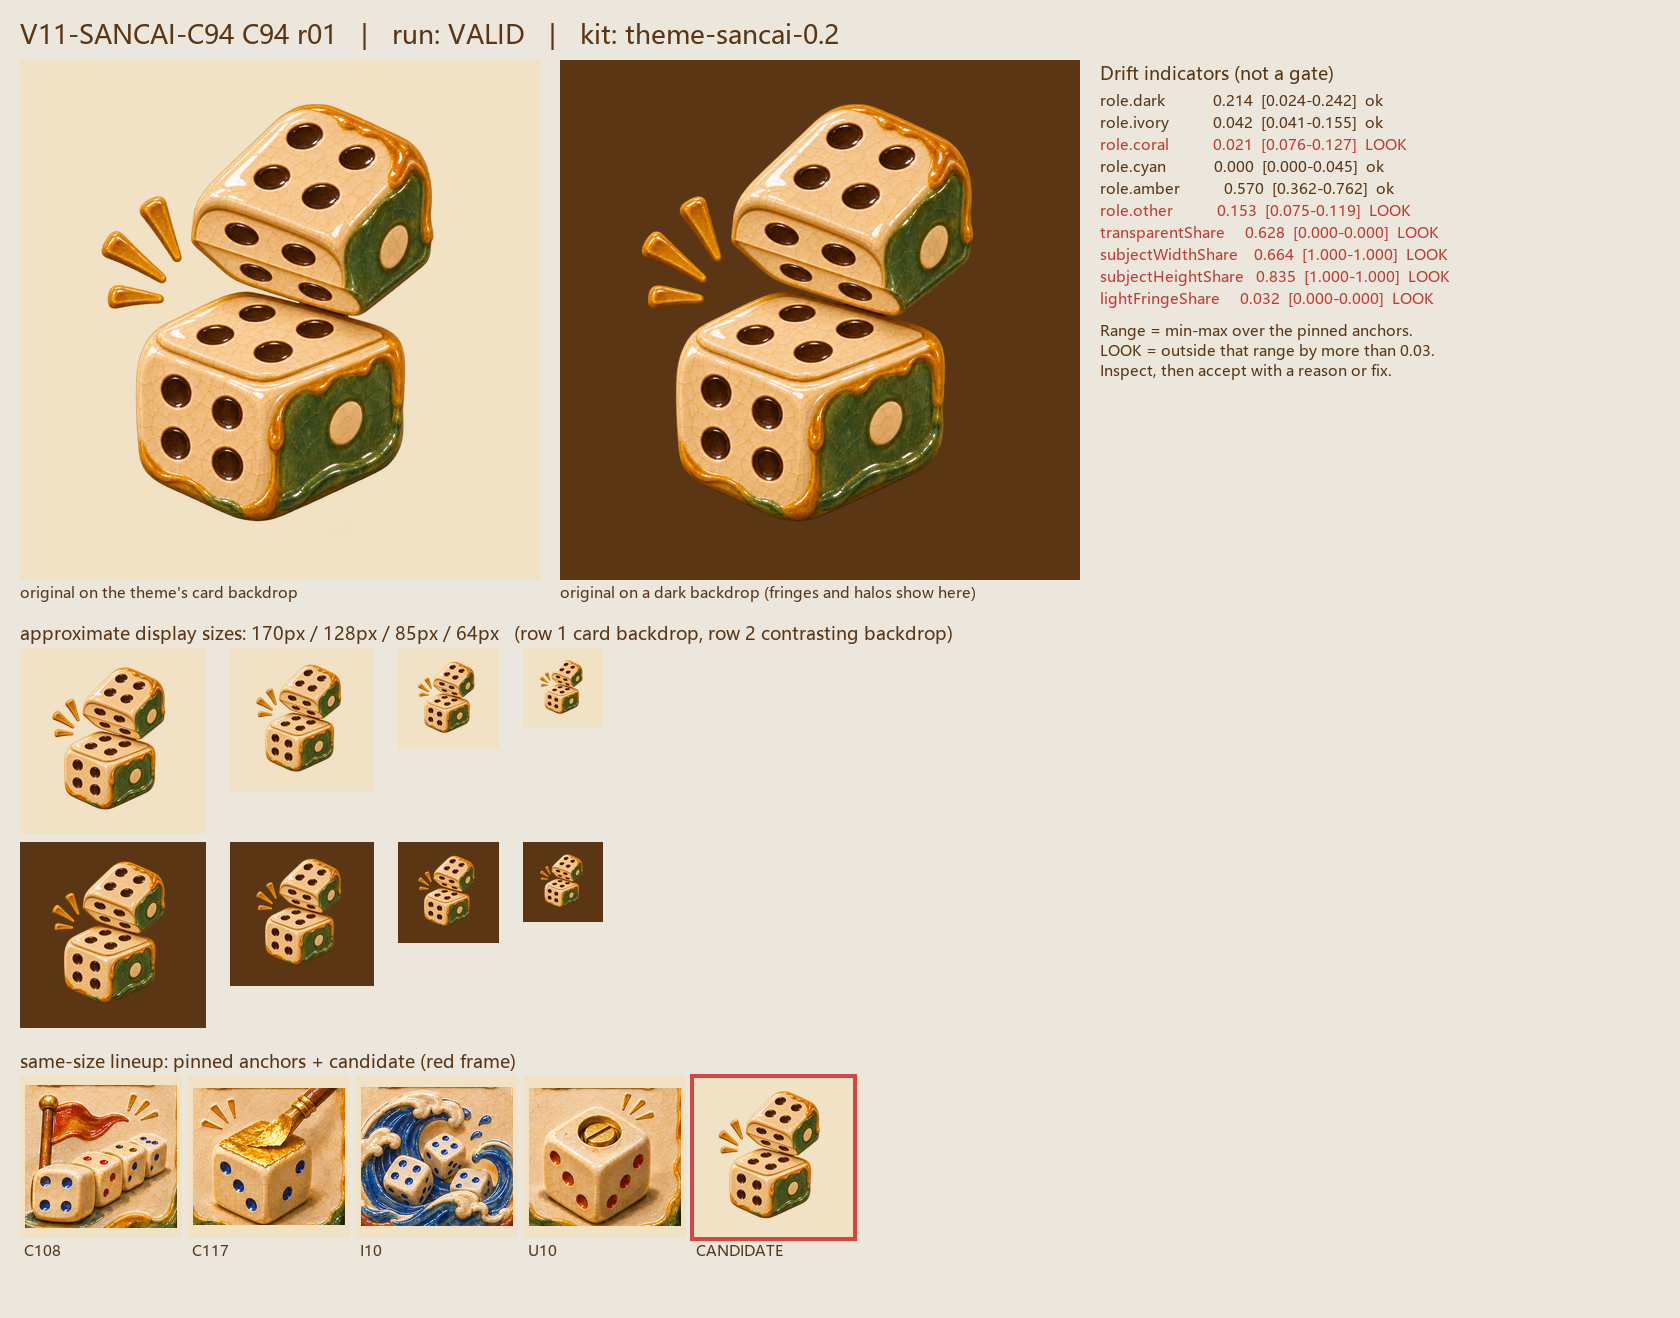 V11-SANCAI-C94 C94 r01 | run: VALID | kit: theme-sancai-0.2
Drift indicators (not a gate)
role.dark 0.214 [0.024-0.242] ok
role.ivory 0.042 [0.041-0.155] ok
role.coral 0.021 [0.076-0.127] LOOK
role.cyan 0.000 [0.000-0.045] ok
role.amber 0.570 [0.362-0.762] ok
role.other 0.153 [0.075-0.119] LOOK
transparentShare 0.628 [0.000-0.000] LOOK
subjectWidthShare 0.664 [1.000-1.000] LOOK
subjectHeightShare 0.835 [1.000-1.000] LOOK
lightFringeShare 0.032 [0.000-0.000] LOOK
Range = min-max over the pinned anchors.
LOOK = outside that range by more than 0.03.
Inspect, then accept with a reason or fix.
original on the theme's card backdrop
original on a dark backdrop (fringes and halos show here)
approximate display sizes: 170px / 128px / 85px / 64px (row 1 card backdrop, row 2 contrasting backdrop)
same-size lineup: pinned anchors + candidate (red frame)
C108
C117
I10
U10
CANDIDATE